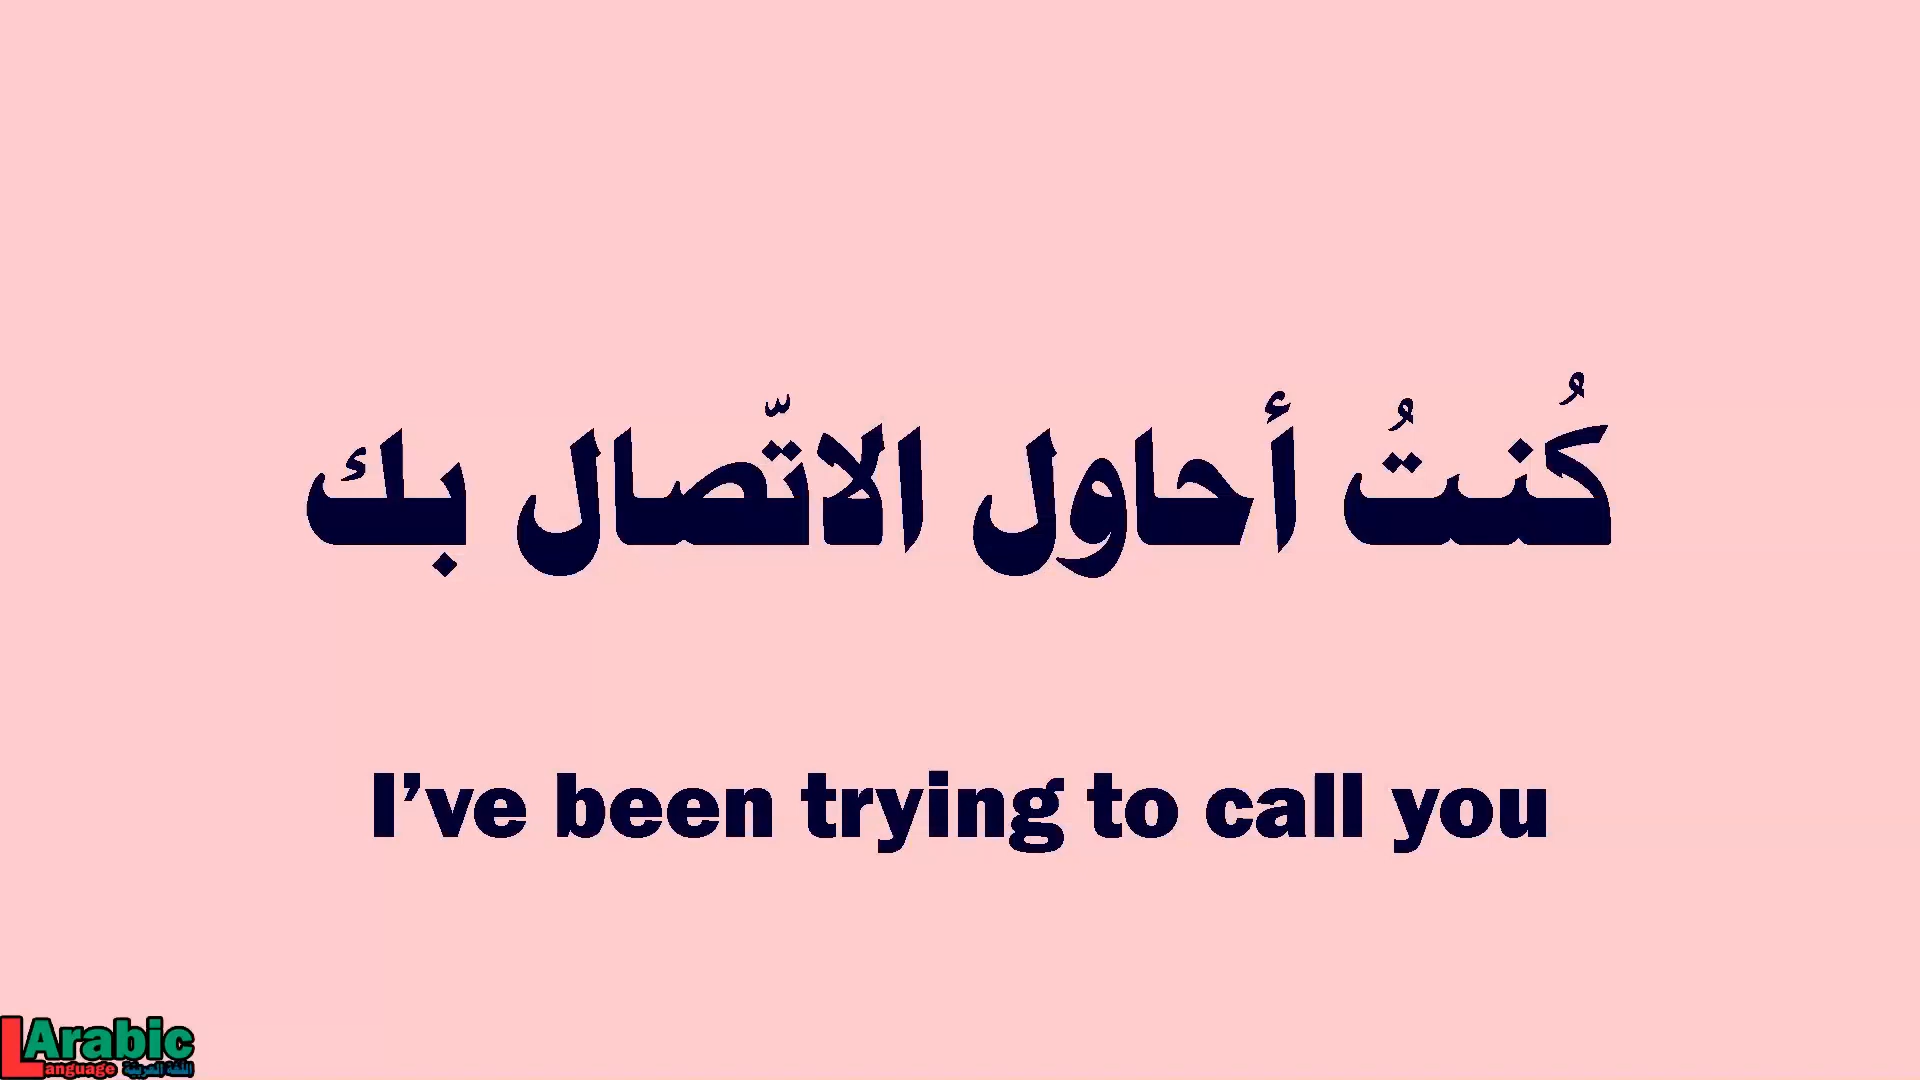 كُنتُ أحاول الاتّصال بك
I’ve been trying to call you
Arabic
Language اللغة العربية